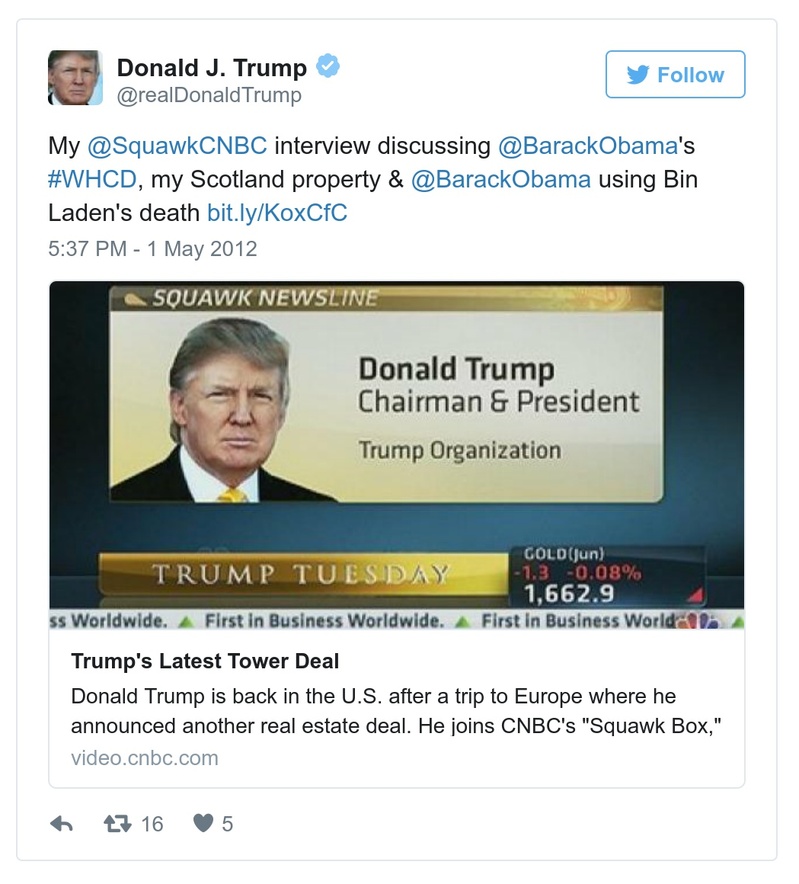 Donald J. Trump
@realDonaldTrump
Follow
My @SquawkCNBC interview discussing @BarackObama's
#WHCD, my Scotland property & @BarackObama using Bin
Laden's death bit.ly/KoxCfC
5:37 PM - 1 May 2012
SQUAWK NEWSLINE
Donald Trump
Chairman & President
Trump Organization
TRUMP TUESDAY
GOLD(Jun)
-1.3 -0.08%
1,662.9
ss Worldwide. First in Business Worldwide. First in Business World
Trump's Latest Tower Deal
Donald Trump is back in the U.S. after a trip to Europe where he
announced another real estate deal. He joins CNBC's "Squawk Box,"
video.cnbc.com
16 5